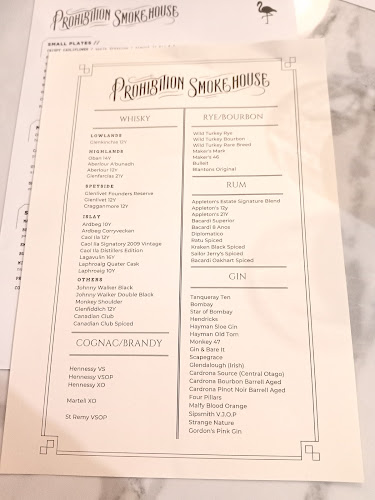 PROHIBITION SMOKEHOUSE
SMALL PLATES //
PROHIBITION SMOKEHOUSE
WHISKY
LOWLANDS
Glenkinchie 12Y
HIGHLANDS
Oban 14Y
Aberlour A'bunadh
Aberlour 12Y
Glenfarclas 21Y
SPEYSIDE
Glenlivet Founders Reserve
Glenlivet 12Y
Cragganmore 12Y
ISLAY
Ardbeg 10Y
Ardbeg Corryveckan
Caol Ila 12Y
Caol Ila Signatory 2009 Vintage
Caol Ila Distillers Edition
Lagavulin 16Y
Laphroaig Quater Cask
Laphroaig 10Y
OTHERS
Johnny Walker Black
Johnny Walker Double Black
Monkey Shoulder
Glenfiddich 12Y
Canadian Club
Canadian Club Spiced
COGNAC/BRANDY
Hennessy VS
Hennessy VSOP
Hennessy XO
Martell XO
St Remy VSOP
RYE/BOURBON
Wild Turkey Rye
Wild Turkey Bourbon
Wild Turkey Rare Breed
Maker's Mark
Makers 46
Bulleit
Blantons Original
RUM
Appleton's Estate Signature Blend
Appleton's 12y
Appleton's 21Y
Bacardi Superior
Bacardi 8 Anos
Diplomatico
Ratu Spiced
Kraken Black Spiced
Sailor Jerry's Spiced
Bacardi Oakhart Spiced
GIN
Tanqueray Ten
Bombay
Star of Bombay
Hendricks
Hayman Sloe Gin
Hayman Old Tom
Monkey 47
Gin & Bare It
Scapegrace
Glendalough (Irish)
Cardrona Source (Central Otago)
Cardrona Bourbon Barrel Aged
Cardrona Pinot Noir Barrel Aged
Four Pillars
Malfy Blood Orange
Sipsmith V.J.O.P
Strange Nature
Gordon's Pink Gin